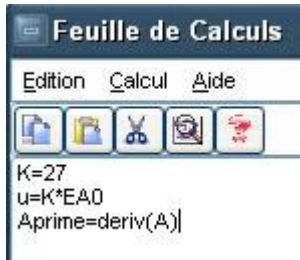 Feuille de Calculs
Edition Calcul Aide
K=27
u=K*EA0
Aprime=deriv(A)